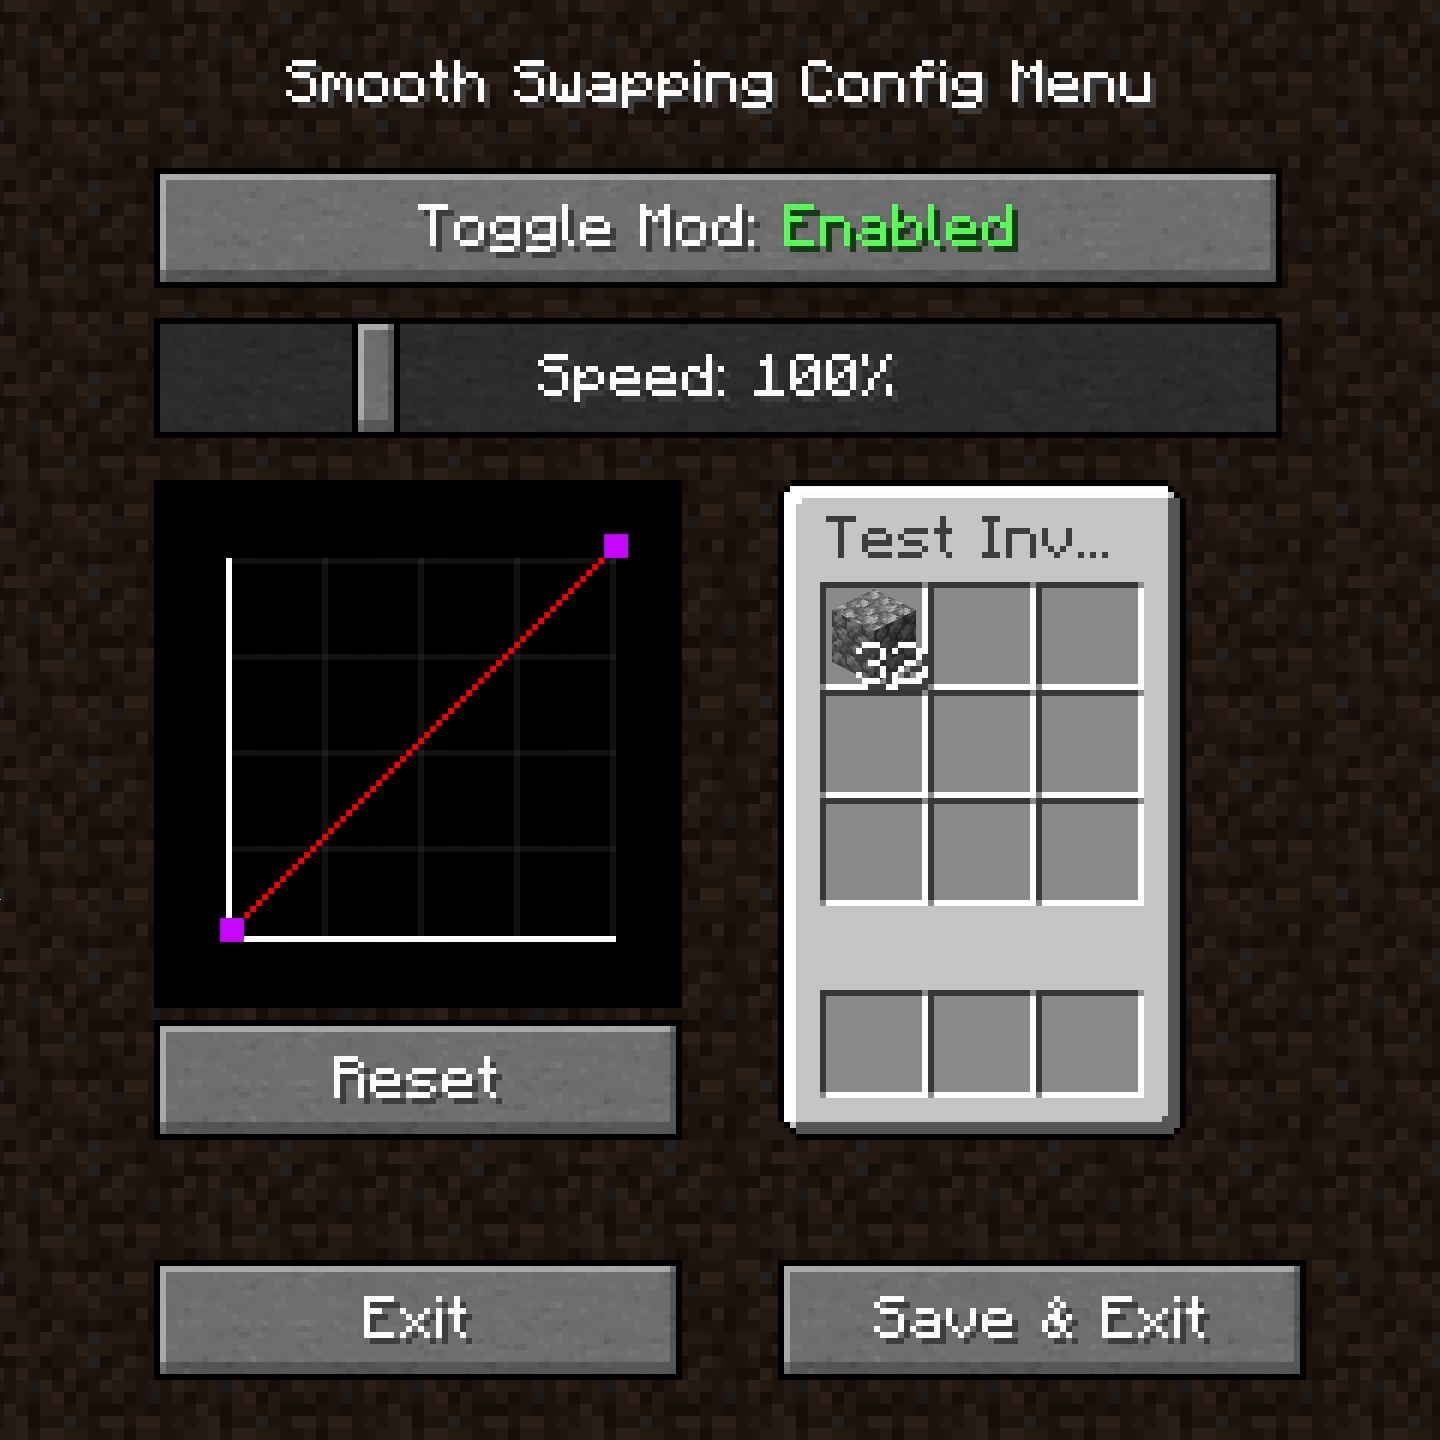 Smooth Swapping Config Menu
Toggle Mod: Enabled
Speed: 100%
Test Inv...
32
Reset
Exit
Save & Exit